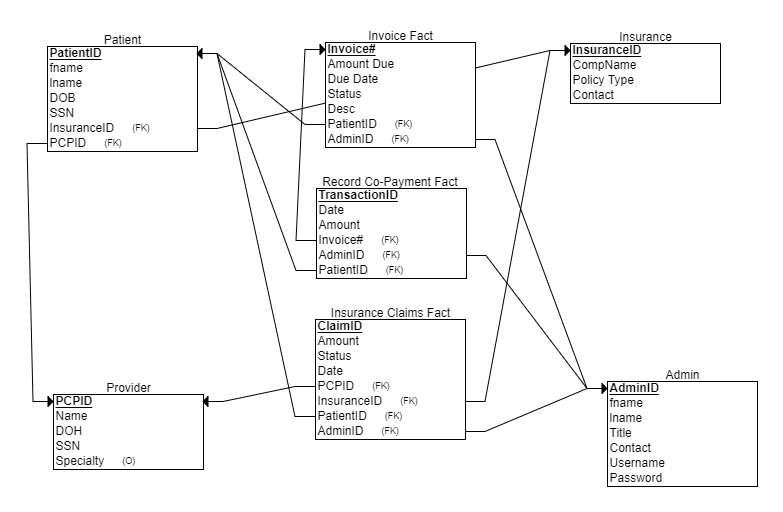 Patient
PatientID
fname
lname
DOB
SSN
InsuranceID (FK)
PCPID (FK)
Invoice Fact
Invoice#
Amount Due
Due Date
Status
Desc
PatientID (FK)
AdminID (FK)
Insurance
InsuranceID
CompName
Policy Type
Contact
Record Co-Payment Fact
TransactionID
Date
Amount
Invoice# (FK)
AdminID (FK)
PatientID (FK)
Insurance Claims Fact
ClaimID
Amount
Status
Date
PCPID (FK)
InsuranceID (FK)
PatientID (FK)
AdminID (FK)
Provider
PCPID
Name
DOH
SSN
Specialty (O)
Admin
AdminID
fname
lname
Title
Contact
Username
Password